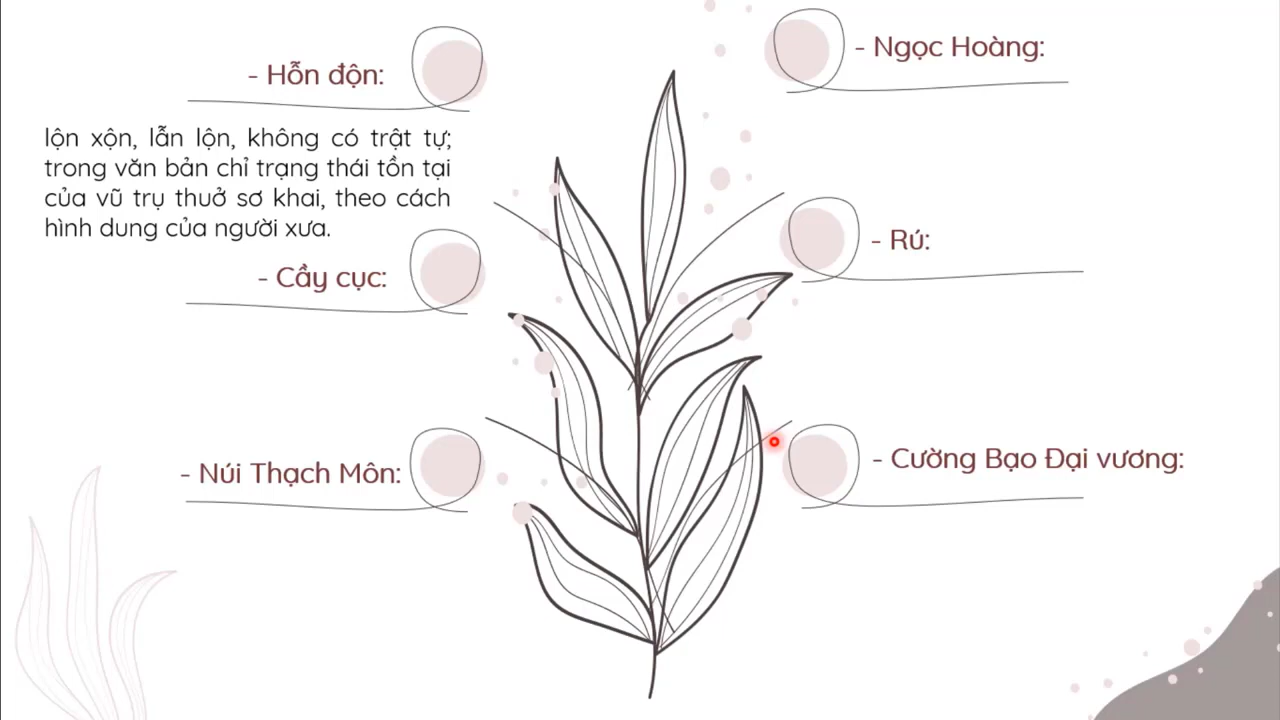 - Hỗn độn:
lộn xộn, lẫn lộn, không có trật tự;
trong văn bản chỉ trạng thái tồn tại
của vũ trụ thuở sơ khai, theo cách
hình dung của người xưa.
- Cầy cục:
- Núi Thạch Môn:
- Ngọc Hoàng:
- Rú:
- Cường Bạo Đại vương: